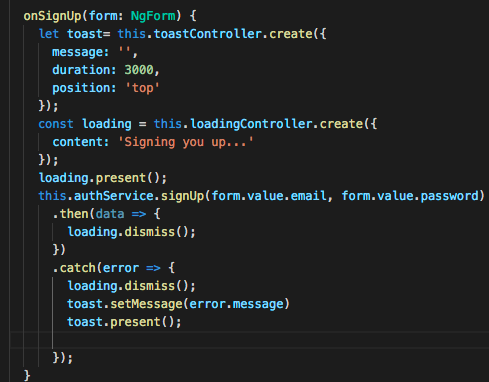 onSignUp(form: NgForm) {
let toast= this.toastController.create({
message: '',
duration: 3000,
position: 'top'
});
const loading = this.loadingController.create({
content: 'Signing you up...'
});
loading.present();
this.authService.signUp(form.value.email, form.value.password)
.then(data => {
loading.dismiss();
})
.catch(error => {
loading.dismiss();
toast.setMessage(error.message)
toast.present();
});
}